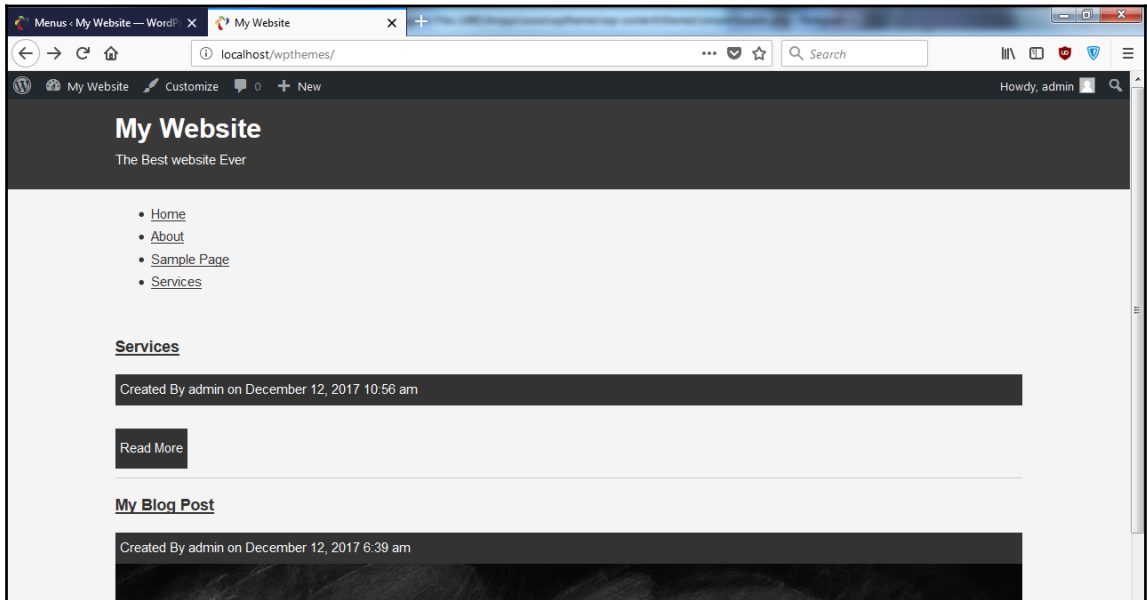 Menus ‹ My Website — WordPr
My Website
localhost/wpthemes/
Search
My Website Customize 0 + New
Howdy, admin
My Website
The Best website Ever
• Home
• About
• Sample Page
• Services
Services
Created By admin on December 12, 2017 10:56 am
Read More
My Blog Post
Created By admin on December 12, 2017 6:39 am